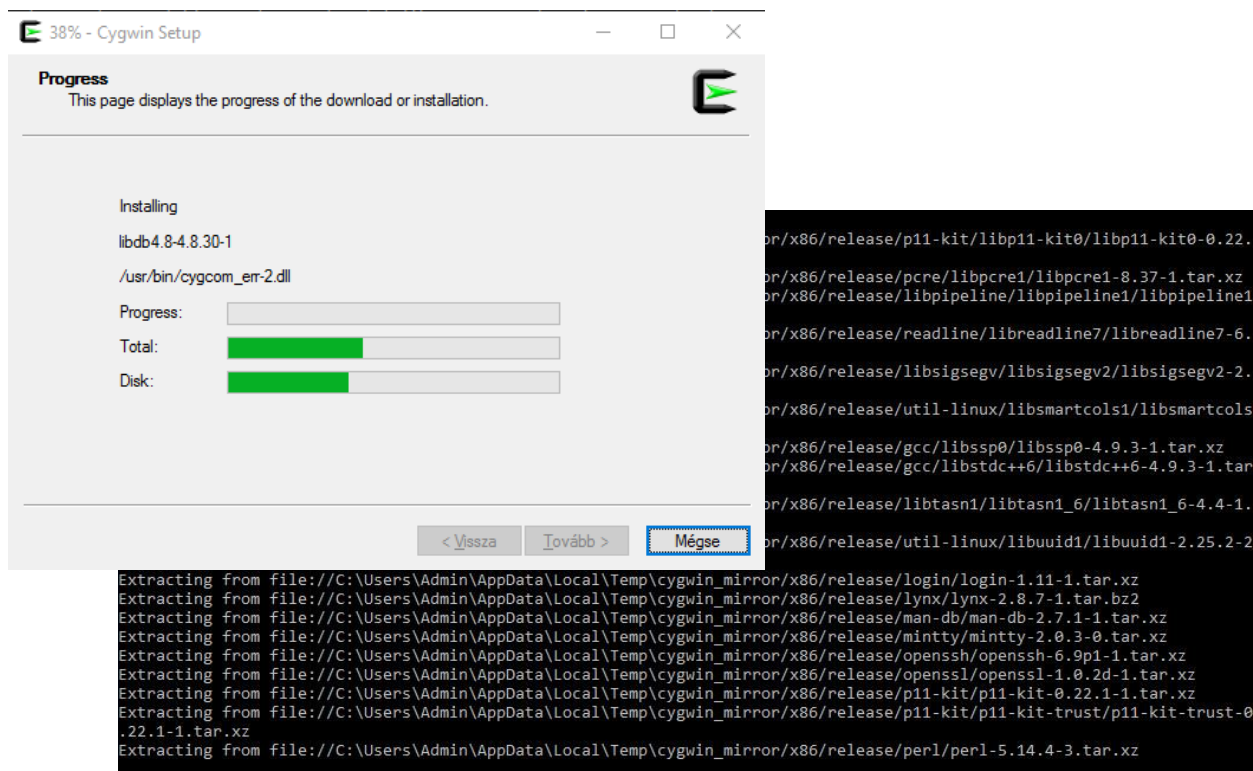 38% - Cygwin Setup
Progress
This page displays the progress of the download or installation.
Installing
libdb4.8-4.8.30-1
/usr/bin/cygcom_err-2.dll
Progress:
Total:
Disk:
< Vissza
Tovább >
Mégse
or/x86/release/p11-kit/libp11-kit0/libp11-kit0-0.22.
or/x86/release/pcre/libpcre1/libpcre1-8.37-1.tar.xz
or/x86/release/libpipeline/libpipeline1/libpipeline1
or/x86/release/readline/libreadline7/libreadline7-6.
or/x86/release/libsigsegv/libsigsegv2/libsigsegv2-2.
or/x86/release/util-linux/libsmartcols1/libsmartcols
or/x86/release/gcc/libssp0/libssp0-4.9.3-1.tar.xz
or/x86/release/gcc/libstdc++6/libstdc++6-4.9.3-1.tar
or/x86/release/libtasn1/libtasn1_6/libtasn1_6-4.4-1.
or/x86/release/util-linux/libuuid1/libuuid1-2.25.2-2
Extracting from file://C:\Users\Admin\AppData\Local\Temp\cygwin_mirror/x86/release/login/login-1.11-1.tar.xz
Extracting from file://C:\Users\Admin\AppData\Local\Temp\cygwin_mirror/x86/release/lynx/lynx-2.8.7-1.tar.bz2
Extracting from file://C:\Users\Admin\AppData\Local\Temp\cygwin_mirror/x86/release/man-db/man-db-2.7.1-1.tar.xz
Extracting from file://C:\Users\Admin\AppData\Local\Temp\cygwin_mirror/x86/release/mintty/mintty-2.0.3-0.tar.xz
Extracting from file://C:\Users\Admin\AppData\Local\Temp\cygwin_mirror/x86/release/openssh/openssh-6.9p1-1.tar.xz
Extracting from file://C:\Users\Admin\AppData\Local\Temp\cygwin_mirror/x86/release/openssl/openssl-1.0.2d-1.tar.xz
Extracting from file://C:\Users\Admin\AppData\Local\Temp\cygwin_mirror/x86/release/p11-kit/p11-kit-0.22.1-1.tar.xz
Extracting from file://C:\Users\Admin\AppData\Local\Temp\cygwin_mirror/x86/release/p11-kit/p11-kit-trust/p11-kit-trust-0
.22.1-1.tar.xz
Extracting from file://C:\Users\Admin\AppData\Local\Temp\cygwin_mirror/x86/release/perl/perl-5.14.4-3.tar.xz